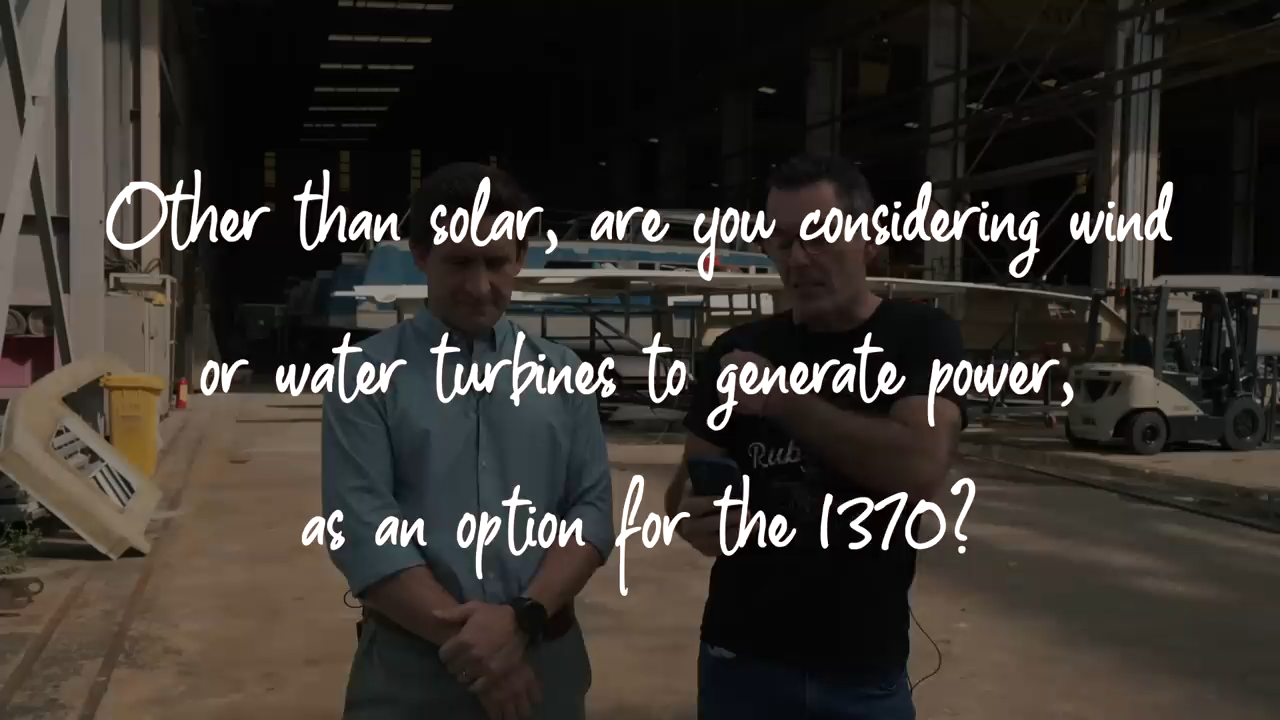 Other than solar, are you considering wind
or water turbines to generate power,
as an option for the 1370?